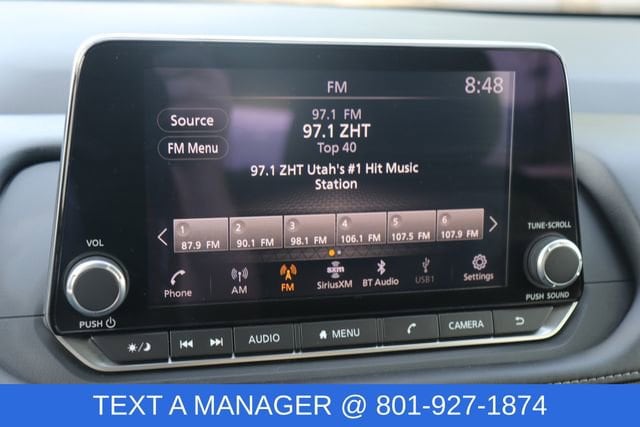 FM
8:48
Source
FM Menu
97.1 FM
97.1 ZHT
Top 40
97.1 ZHT Utah's #1 Hit Music
Station
1 2 3 4 5 6
87.9 FM 90.1 FM 98.1 FM 106.1 FM 107.5 FM 107.9 FM
VOL
TUNE·SCROLL
Phone AM FM sxm SiriusXM BT Audio USB1 Settings
PUSH
PUSH SOUND
AUDIO MENU CAMERA
TEXT A MANAGER @ 801-927-1874